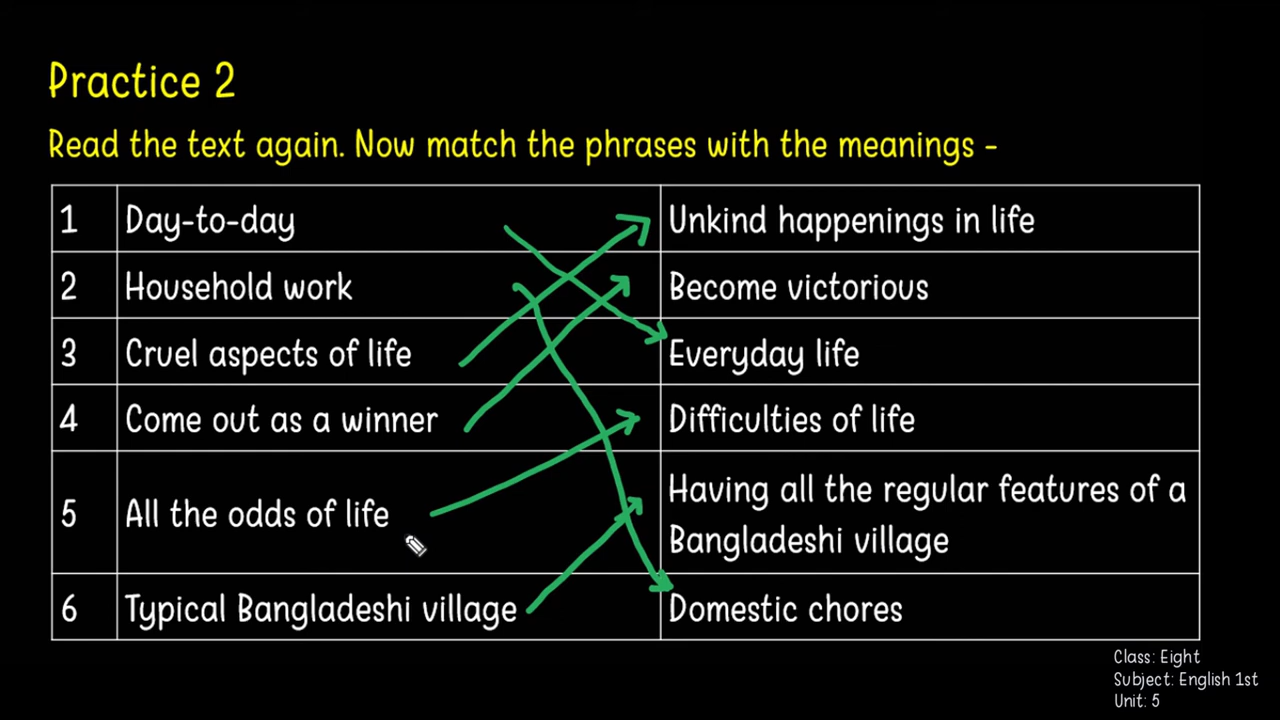 Practice 2
Read the text again. Now match the phrases with the meanings -
1 Day-to-day Unkind happenings in life
2 Household work Become victorious
3 Cruel aspects of life Everyday life
4 Come out as a winner Difficulties of life
5 All the odds of life Having all the regular features of a
Bangladeshi village
6 Typical Bangladeshi village Domestic chores
Class: Eight
Subject: English 1st
Unit: 5